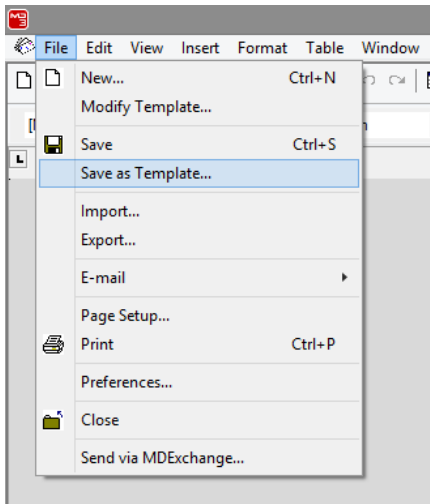 File Edit View Insert Format Table Window
New... Ctrl+N
Modify Template...
Save Ctrl+S
Save as Template...
Import...
Export...
E-mail
Page Setup...
Print Ctrl+P
Preferences...
Close
Send via MDExchange...